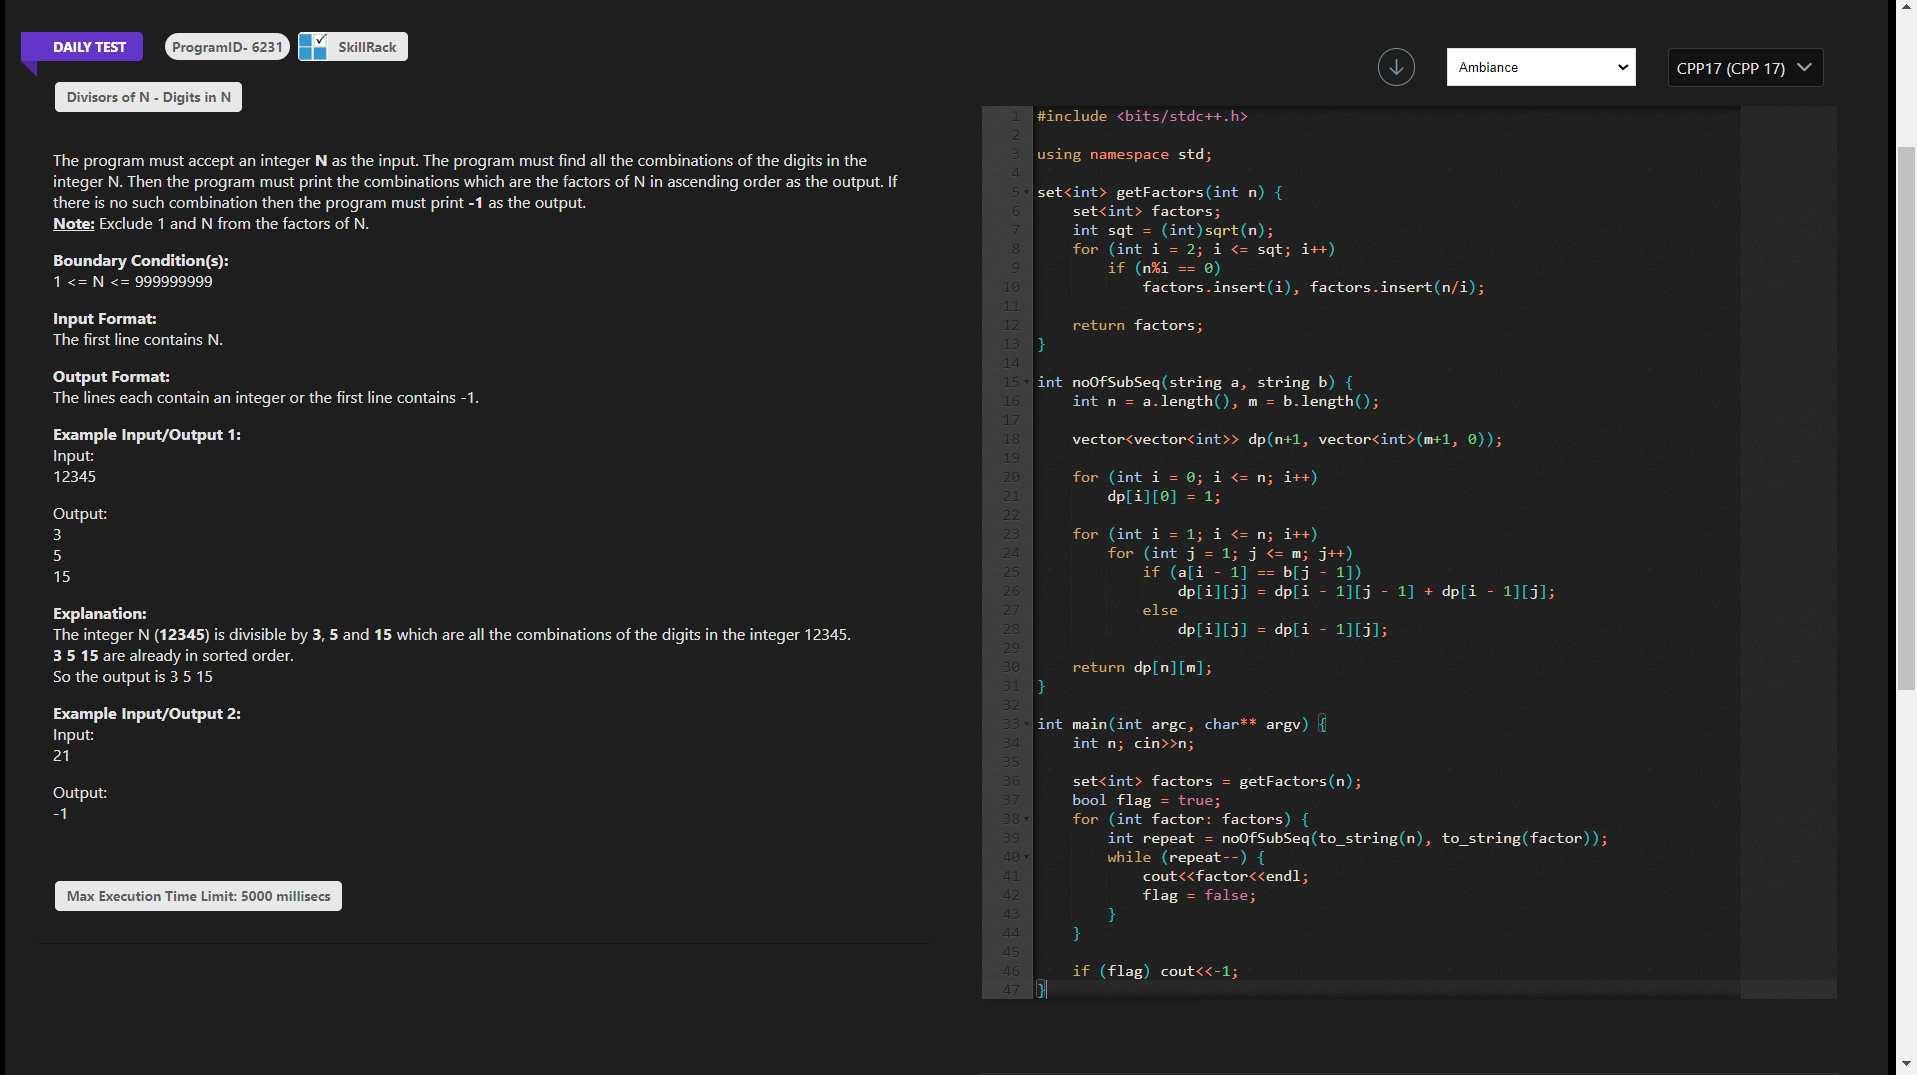 DAILY TEST
ProgramID- 6231
SkillRack
Divisors of N - Digits in N
The program must accept an integer N as the input. The program must find all the combinations of the digits in the
integer N. Then the program must print the combinations which are the factors of N in ascending order as the output. If
there is no such combination then the program must print -1 as the output.
Note: Exclude 1 and N from the factors of N.
Boundary Condition(s):
1 <= N <= 999999999
Input Format:
The first line contains N.
Output Format:
The lines each contain an integer or the first line contains -1.
Example Input/Output 1:
Input:
12345
Output:
3
5
15
Explanation:
The integer N (12345) is divisible by 3, 5 and 15 which are all the combinations of the digits in the integer 12345.
3 5 15 are already in sorted order.
So the output is 3 5 15
Example Input/Output 2:
Input:
21
Output:
-1
Max Execution Time Limit: 5000 millisecs
Ambiance
CPP17 (CPP 17)
1 #include <bits/stdc++.h>
2
3 using namespace std;
4
5 set<int> getFactors(int n) {
6     set<int> factors;
7     int sqt = (int)sqrt(n);
8     for (int i = 2; i <= sqt; i++)
9         if (n%i == 0)
10             factors.insert(i), factors.insert(n/i);
11
12     return factors;
13 }
14
15 int noOfSubSeq(string a, string b) {
16     int n = a.length(), m = b.length();
17
18     vector<vector<int>> dp(n+1, vector<int>(m+1, 0));
19
20     for (int i = 0; i <= n; i++)
21         dp[i][0] = 1;
22
23     for (int i = 1; i <= n; i++)
24         for (int j = 1; j <= m; j++)
25             if (a[i - 1] == b[j - 1])
26                 dp[i][j] = dp[i - 1][j - 1] + dp[i - 1][j];
27             else
28                 dp[i][j] = dp[i - 1][j];
29
30     return dp[n][m];
31 }
32
33 int main(int argc, char** argv) {
34     int n; cin>>n;
35
36     set<int> factors = getFactors(n);
37     bool flag = true;
38     for (int factor: factors) {
39         int repeat = noOfSubSeq(to_string(n), to_string(factor));
40         while (repeat--) {
41             cout<<factor<<endl;
42             flag = false;
43         }
44     }
45
46     if (flag) cout<<-1;
47 }